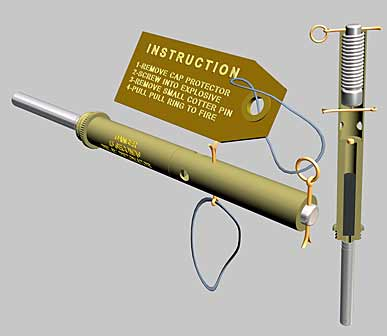 INSTRUCTION
1-REMOVE CAP PROTECTOR
2-SCREW INTO EXPLOSIVE
3-REMOVE SMALL COTTER PIN
4-PULL PULL RING TO FIRE
DANGER